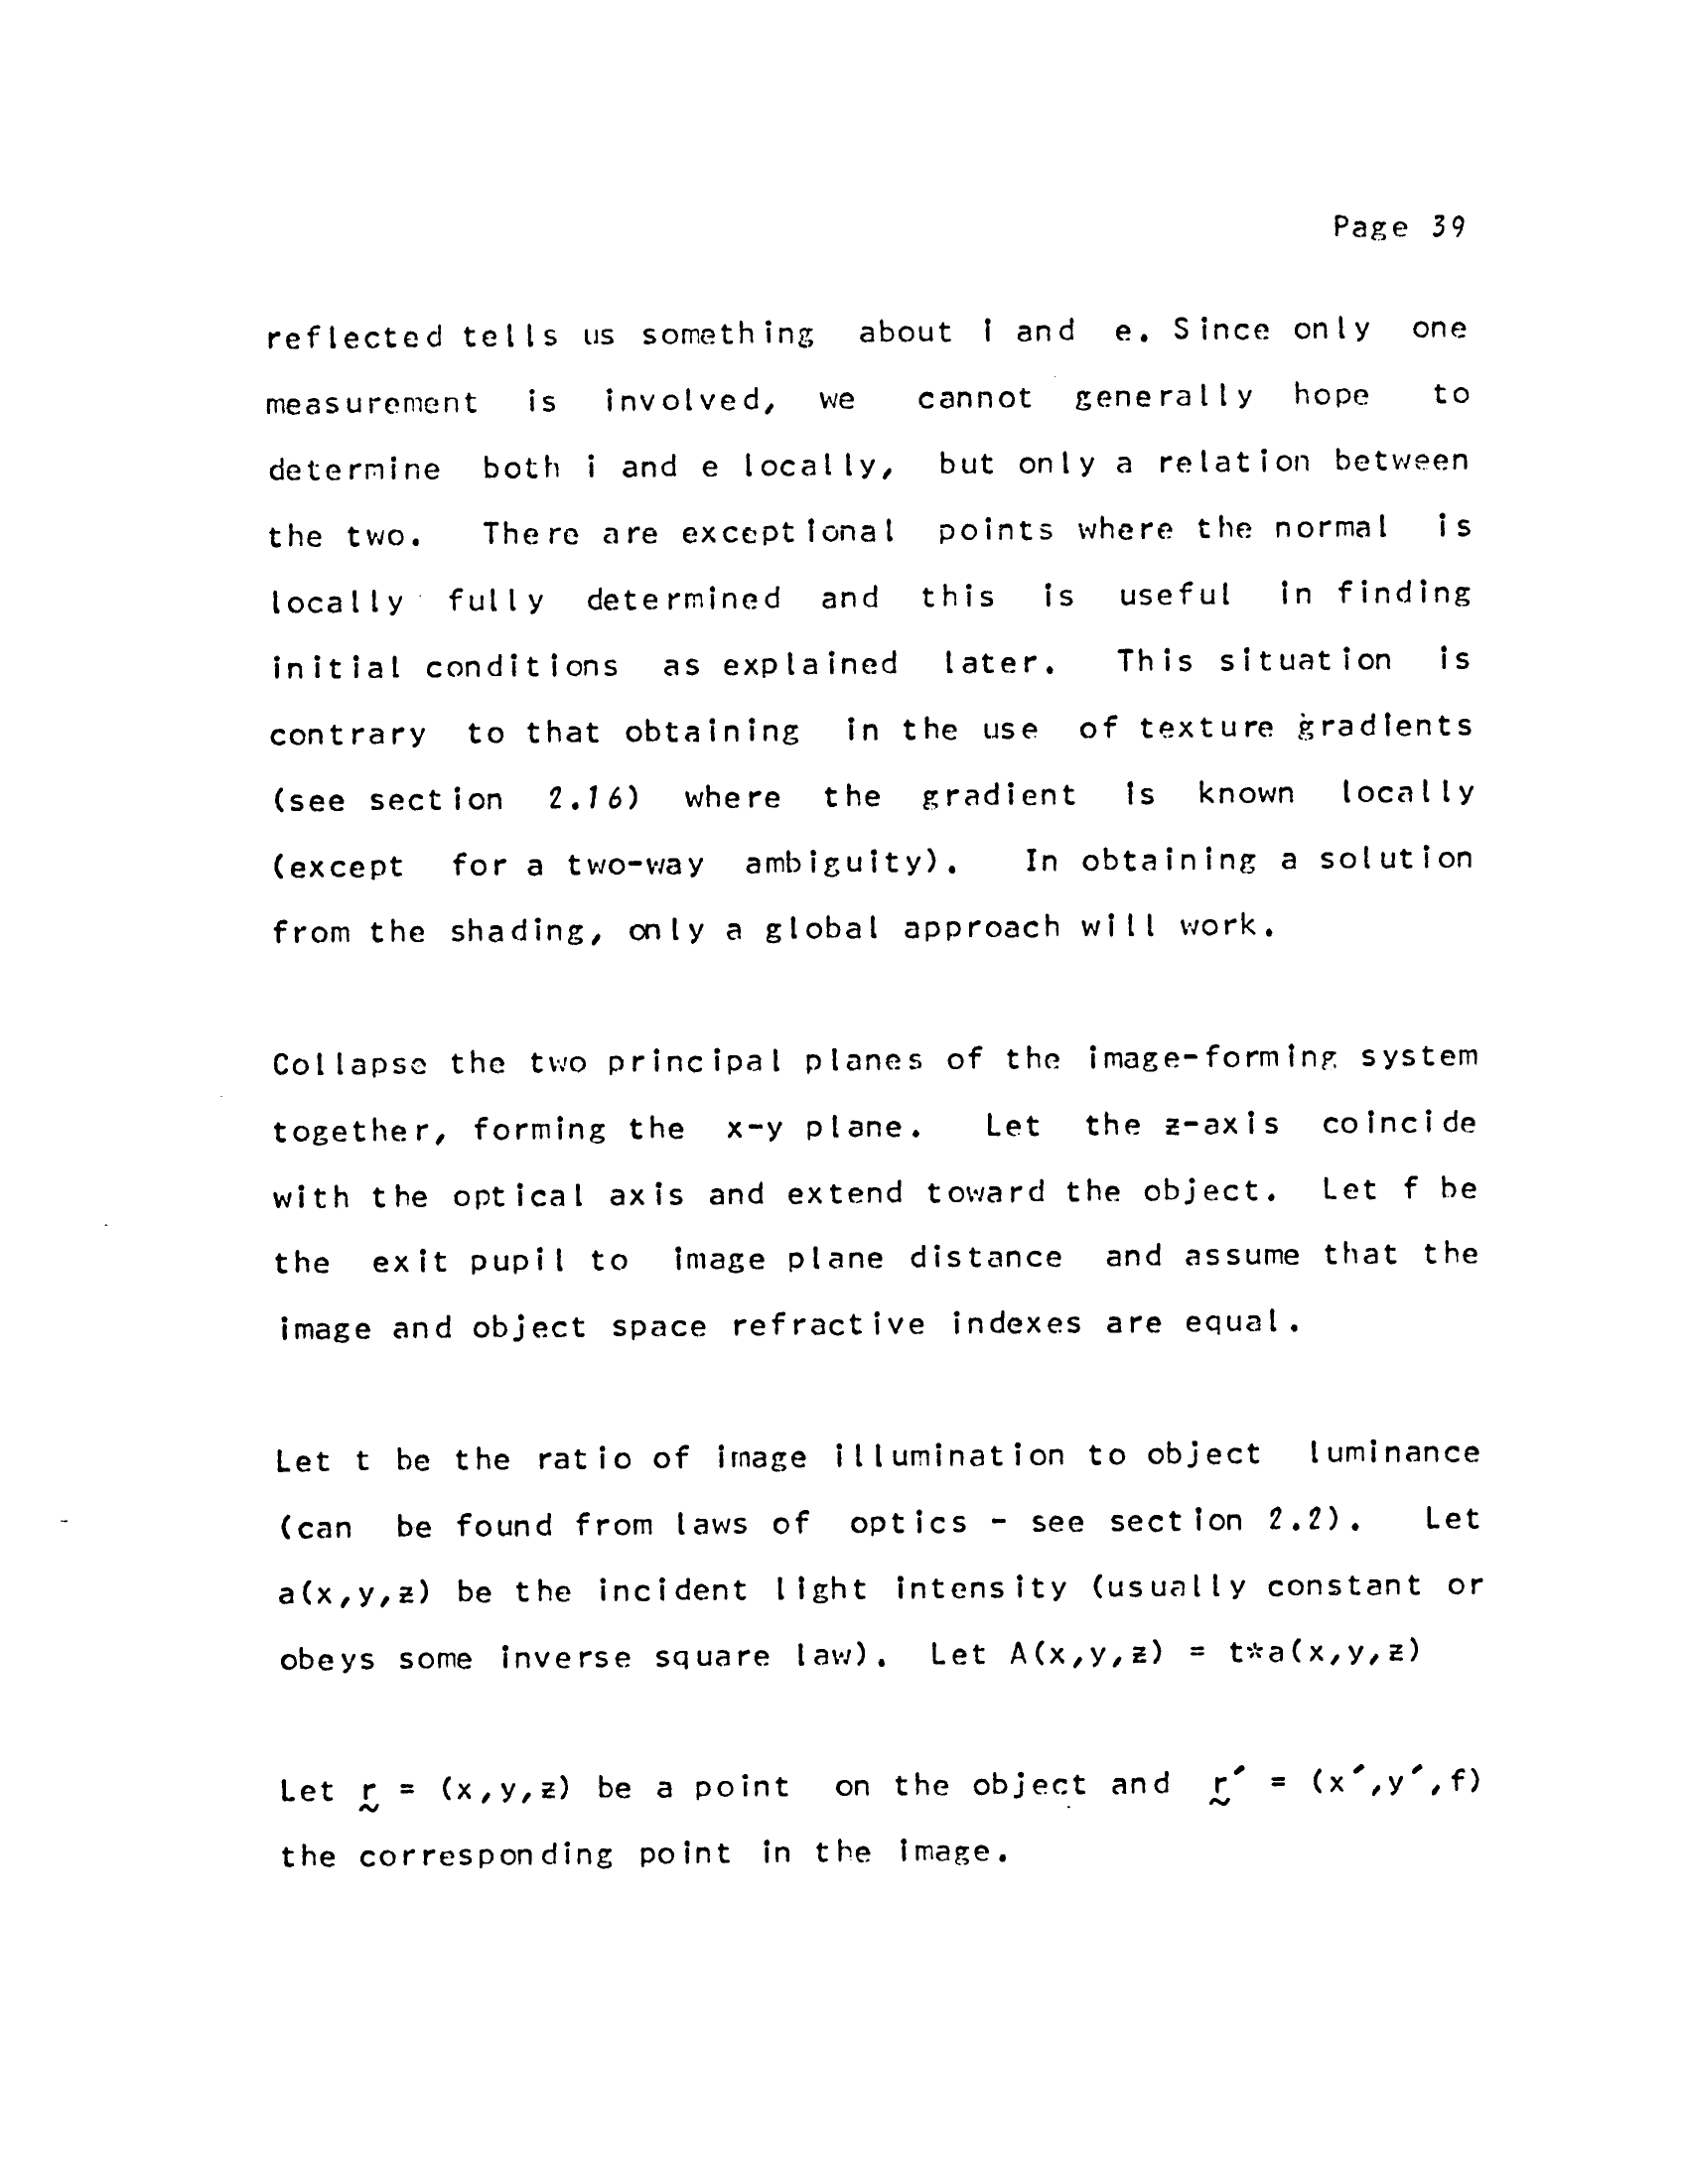 Page 39
reflected tells us something about i and e. Since only one
measurement is involved, we cannot generally hope to
determine both i and e locally, but only a relation between
the two. There are exceptional points where the normal is
locally fully determined and this is useful in finding
initial conditions as explained later. This situation is
contrary to that obtaining in the use of texture gradients
(see section 2.16) where the gradient is known locally
(except for a two-way ambiguity). In obtaining a solution
from the shading, only a global approach will work.
Collapse the two principal planes of the image-forming system
together, forming the x-y plane. Let the z-axis coincide
with the optical axis and extend toward the object. Let f be
the exit pupil to image plane distance and assume that the
image and object space refractive indexes are equal.
Let t be the ratio of image illumination to object luminance
(can be found from laws of optics - see section 2.2). Let
a(x,y,z) be the incident light intensity (usually constant or
obeys some inverse square law). Let A(x,y,z) = t*a(x,y,z)
Let r̰ = (x,y,z) be a point on the object and r̰′ = (x′,y′,f)
the corresponding point in the image.